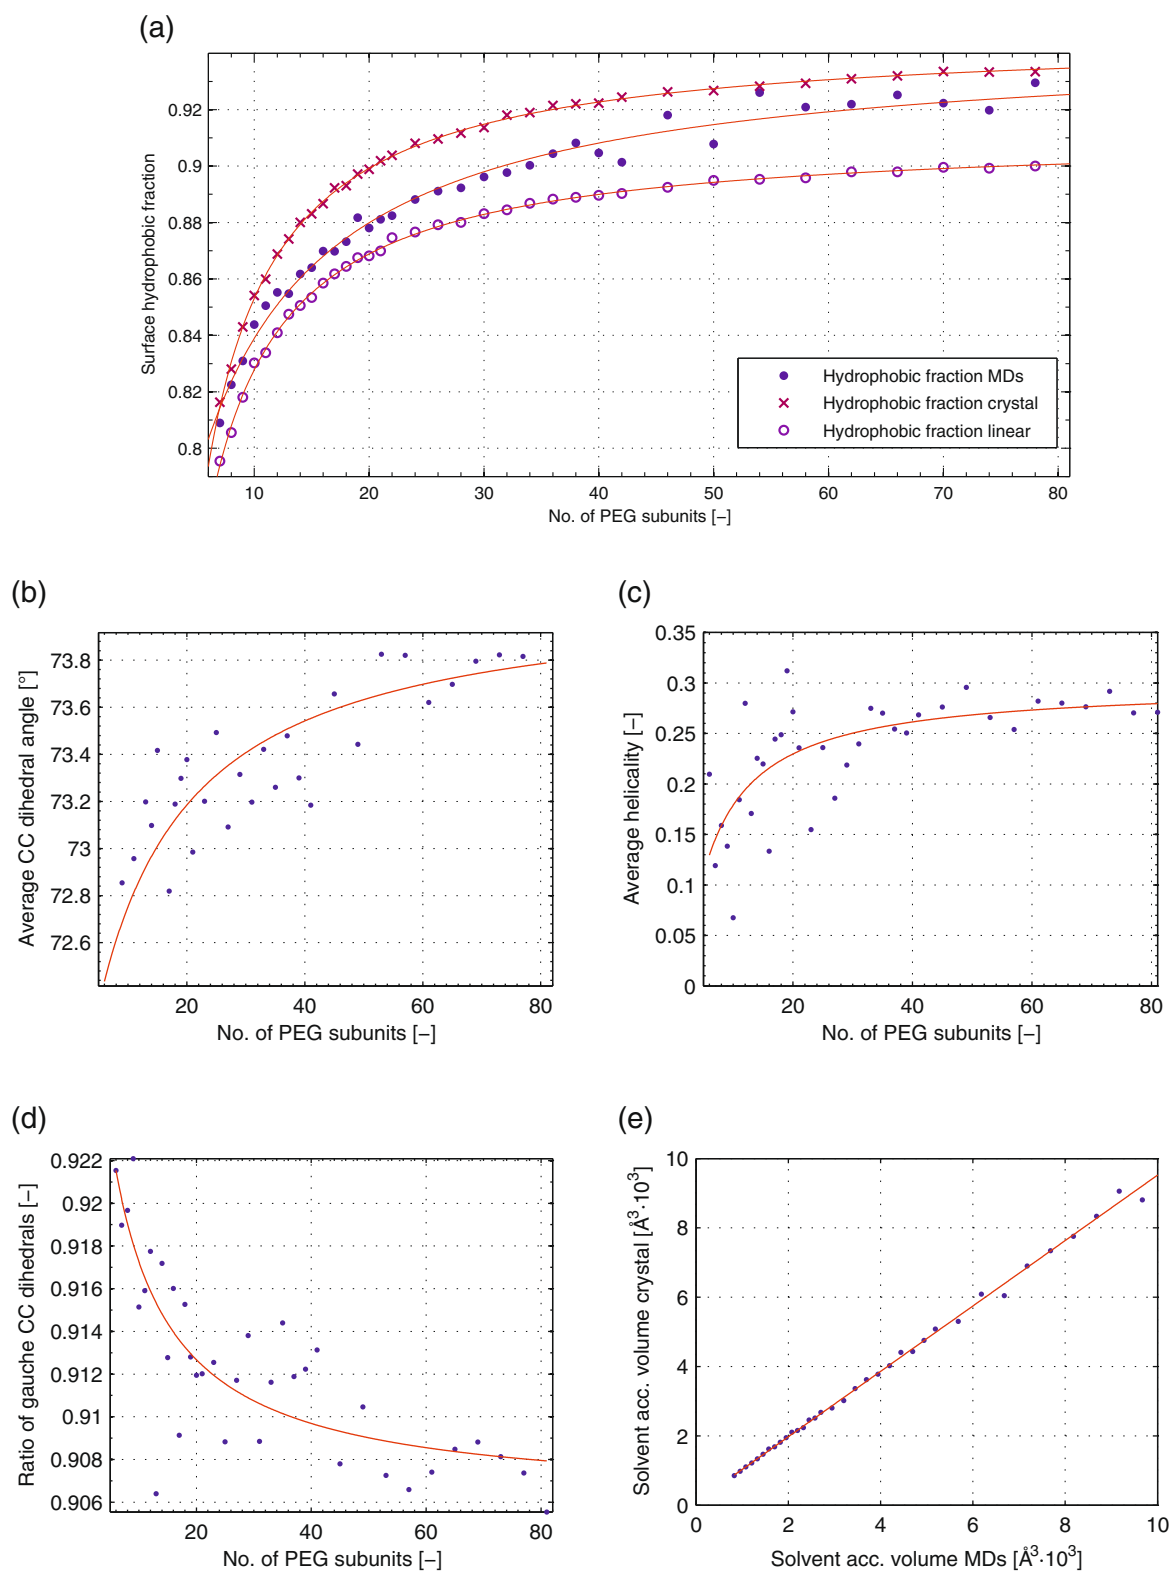 (a)
0.92
0.9
0.88
0.86
0.84
0.82
0.8
Surface hydrophobic fraction
Hydrophobic fraction MDs
Hydrophobic fraction crystal
Hydrophobic fraction linear
10 20 30 40 50 60 70 80
No. of PEG subunits [−]
(b)
73.8
73.6
73.4
73.2
73
72.8
72.6
Average CC dihedral angle [°]
20 40 60 80
No. of PEG subunits [−]
(c)
0.35
0.3
0.25
0.2
0.15
0.1
0.05
0
Average helicality [−]
20 40 60 80
No. of PEG subunits [−]
(d)
0.922
0.92
0.918
0.916
0.914
0.912
0.91
0.908
0.906
Ratio of gauche CC dihedrals [−]
20 40 60 80
No. of PEG subunits [−]
(e)
10
8
6
4
2
0
Solvent acc. volume crystal [Å³·10³]
0 2 4 6 8 10
Solvent acc. volume MDs [Å³·10³]